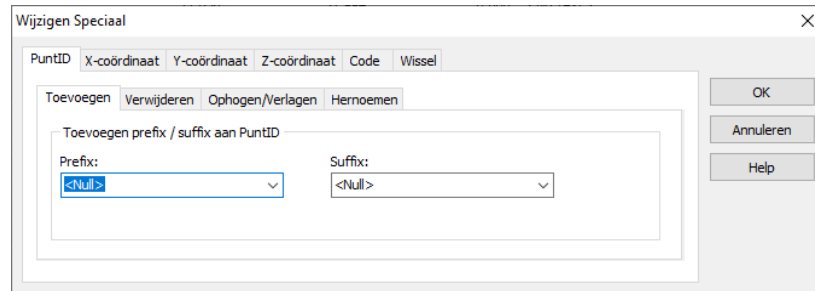 Wijzigen Speciaal
PuntID X-coördinaat Y-coördinaat Z-coördinaat Code Wissel
Toevoegen Verwijderen Ophogen/Verlagen Hernoemen
Toevoegen prefix / suffix aan PuntID
Prefix: Suffix:
<Null> <Null>
OK
Annuleren
Help